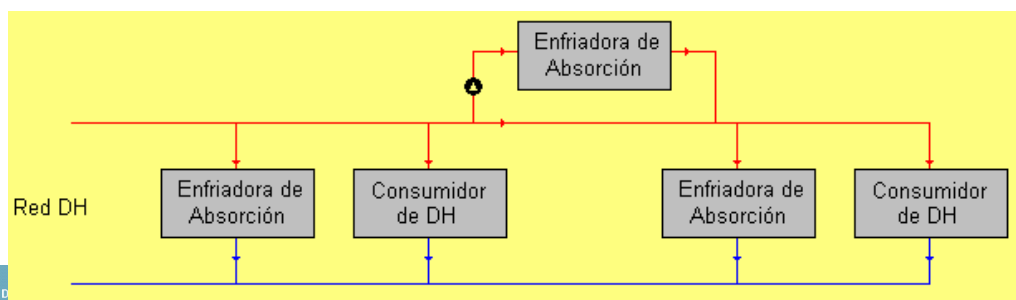 Enfriadora de
Absorción
Enfriadora de
Absorción
Consumidor
de DH
Enfriadora de
Absorción
Consumidor
de DH
Red DH
D